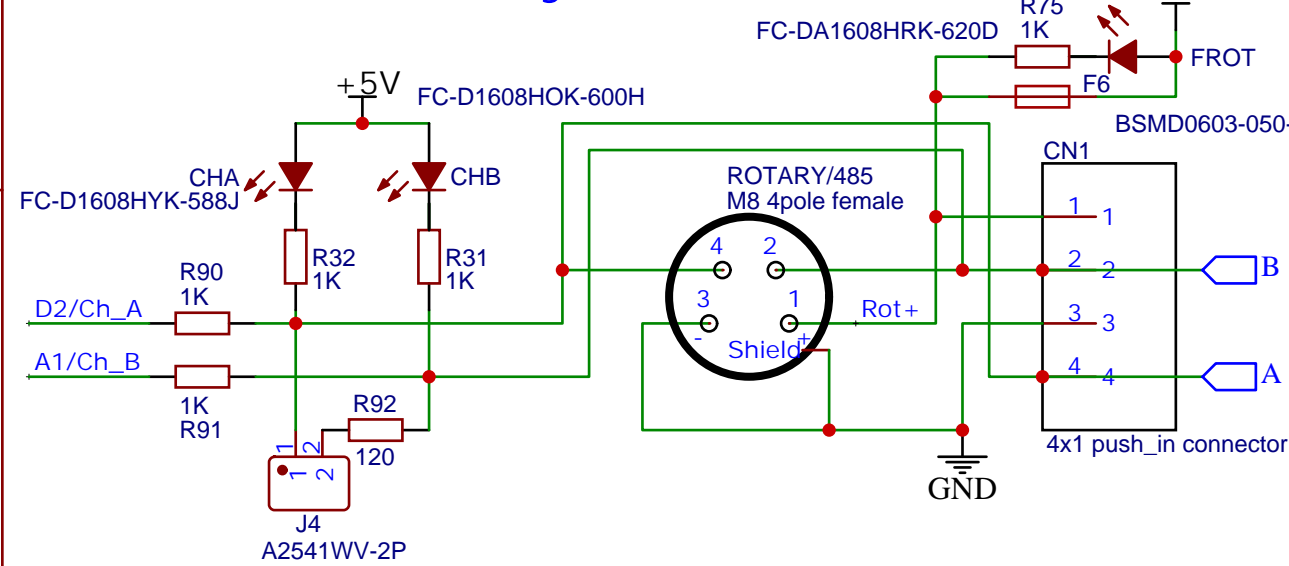 R75
1K
FC-DA1608HRK-620D
FROT
F6
BSMD0603-050-
+5V
FC-D1608HOK-600H
CHA
FC-D1608HYK-588J
CHB
R32
1K
R31
1K
R90
1K
D2/Ch_A
A1/Ch_B
1K
R91
R92
120
1 2
1 2
J4
A2541WV-2P
ROTARY/485
M8 4pole female
4 2
3 1
- +
Shield
Rot+
GND
CN1
1 1
2 2
3 3
4 4
B
A
4x1 push_in connector